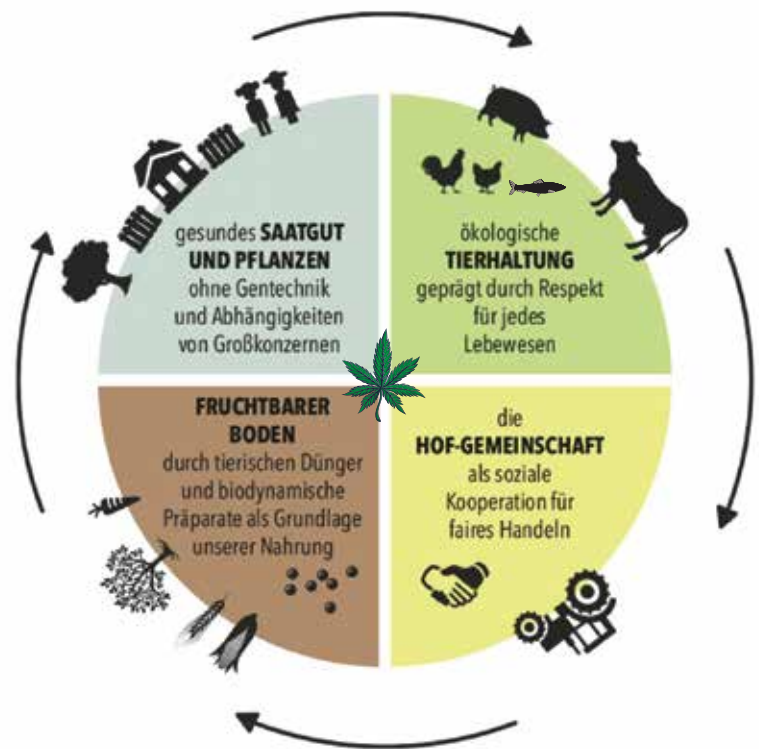 gesundes SAATGUT
UND PFLANZEN
ohne Gentechnik
und Abhängigkeiten
von Großkonzernen
ökologische
TIERHALTUNG
geprägt durch Respekt
für jedes
Lebewesen
FRUCHTBARER
BODEN
durch tierischen Dünger
und biodynamische
Präparate als Grundlage
unserer Nahrung
die
HOF-GEMEINSCHAFT
als soziale
Kooperation für
faires Handeln